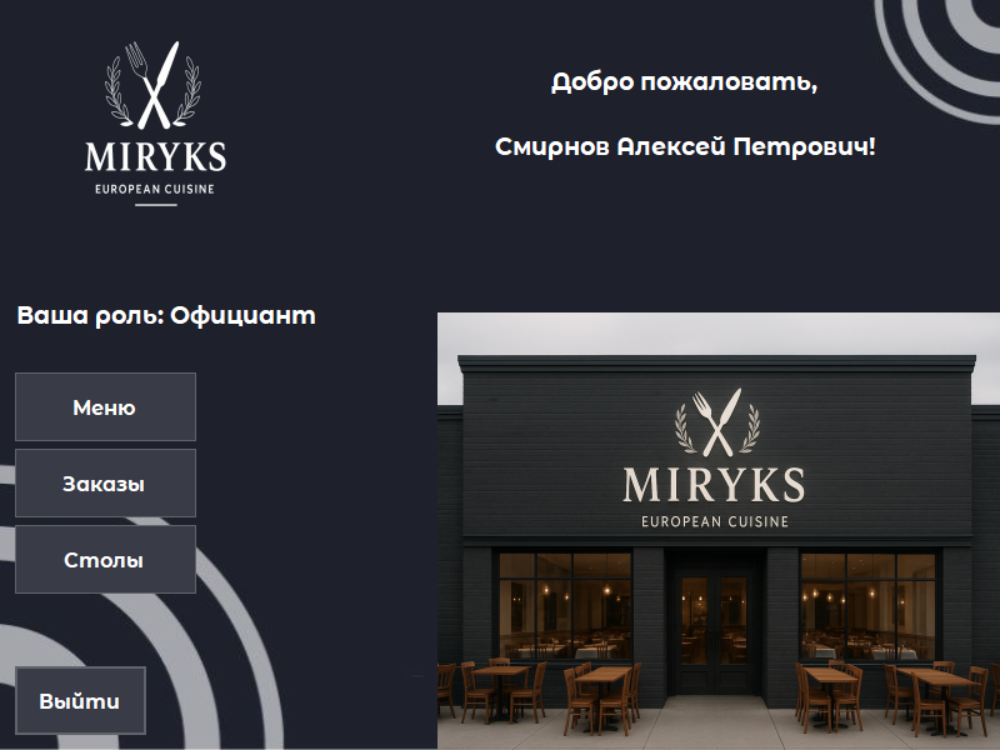 MIRYKS
EUROPEAN CUISINE
Добро пожаловать,
Смирнов Алексей Петрович!
Ваша роль: Официант
Меню
Заказы
Столы
Выйти
MIRYKS
EUROPEAN CUISINE